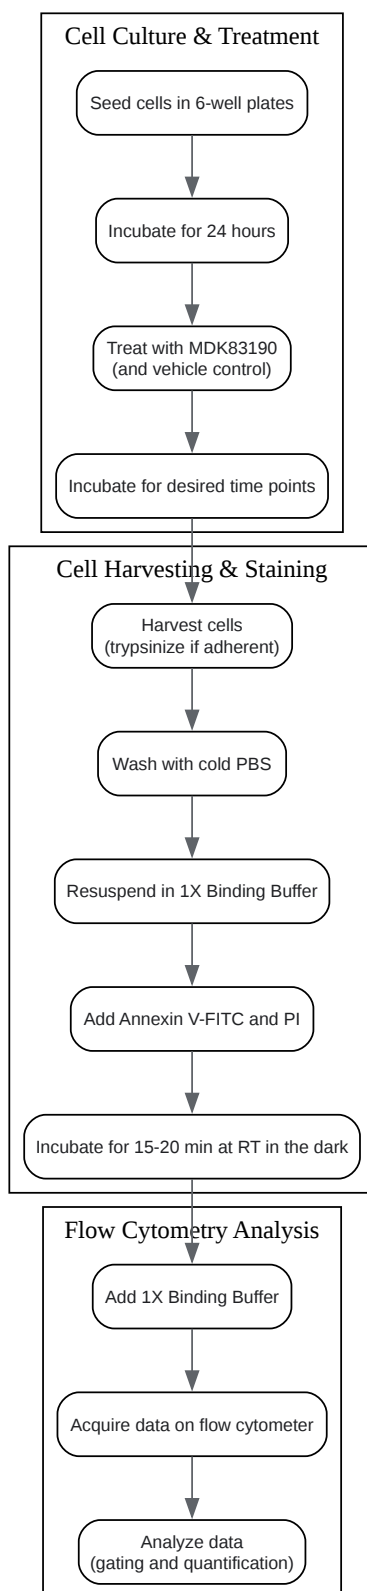 Cell Culture & Treatment
Seed cells in 6-well plates
Incubate for 24 hours
Treat with MDK83190
(and vehicle control)
Incubate for desired time points
Cell Harvesting & Staining
Harvest cells
(trypsinize if adherent)
Wash with cold PBS
Resuspend in 1X Binding Buffer
Add Annexin V-FITC and PI
Incubate for 15-20 min at RT in the dark
Flow Cytometry Analysis
Add 1X Binding Buffer
Acquire data on flow cytometer
Analyze data
(gating and quantification)